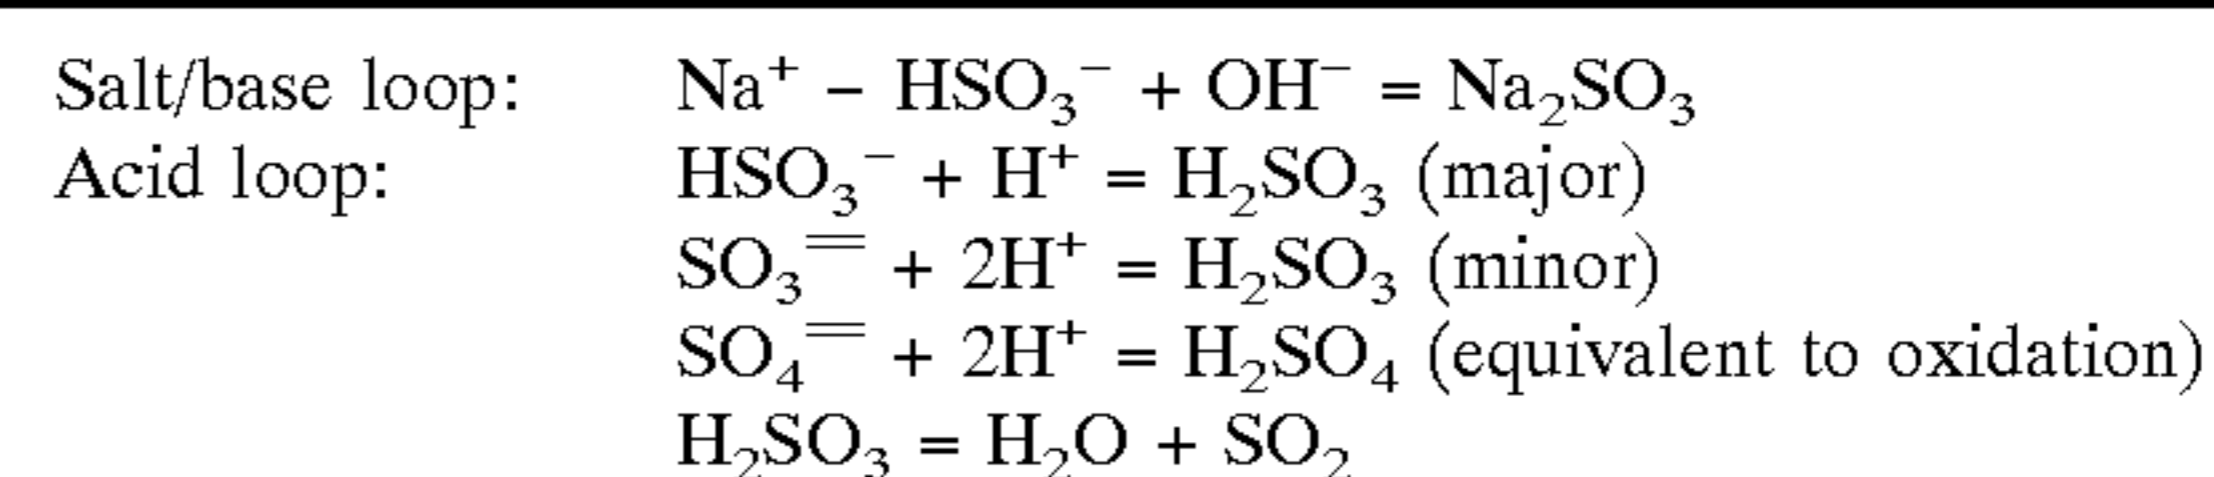 Salt/base loop: Na⁺ − HSO₃⁻ + OH⁻ = Na₂SO₃
Acid loop: HSO₃⁻ + H⁺ = H₂SO₃ (major)
SO₃⁼ + 2H⁺ = H₂SO₃ (minor)
SO₄⁼ + 2H⁺ = H₂SO₄ (equivalent to oxidation)
H₂SO₃ = H₂O + SO₂